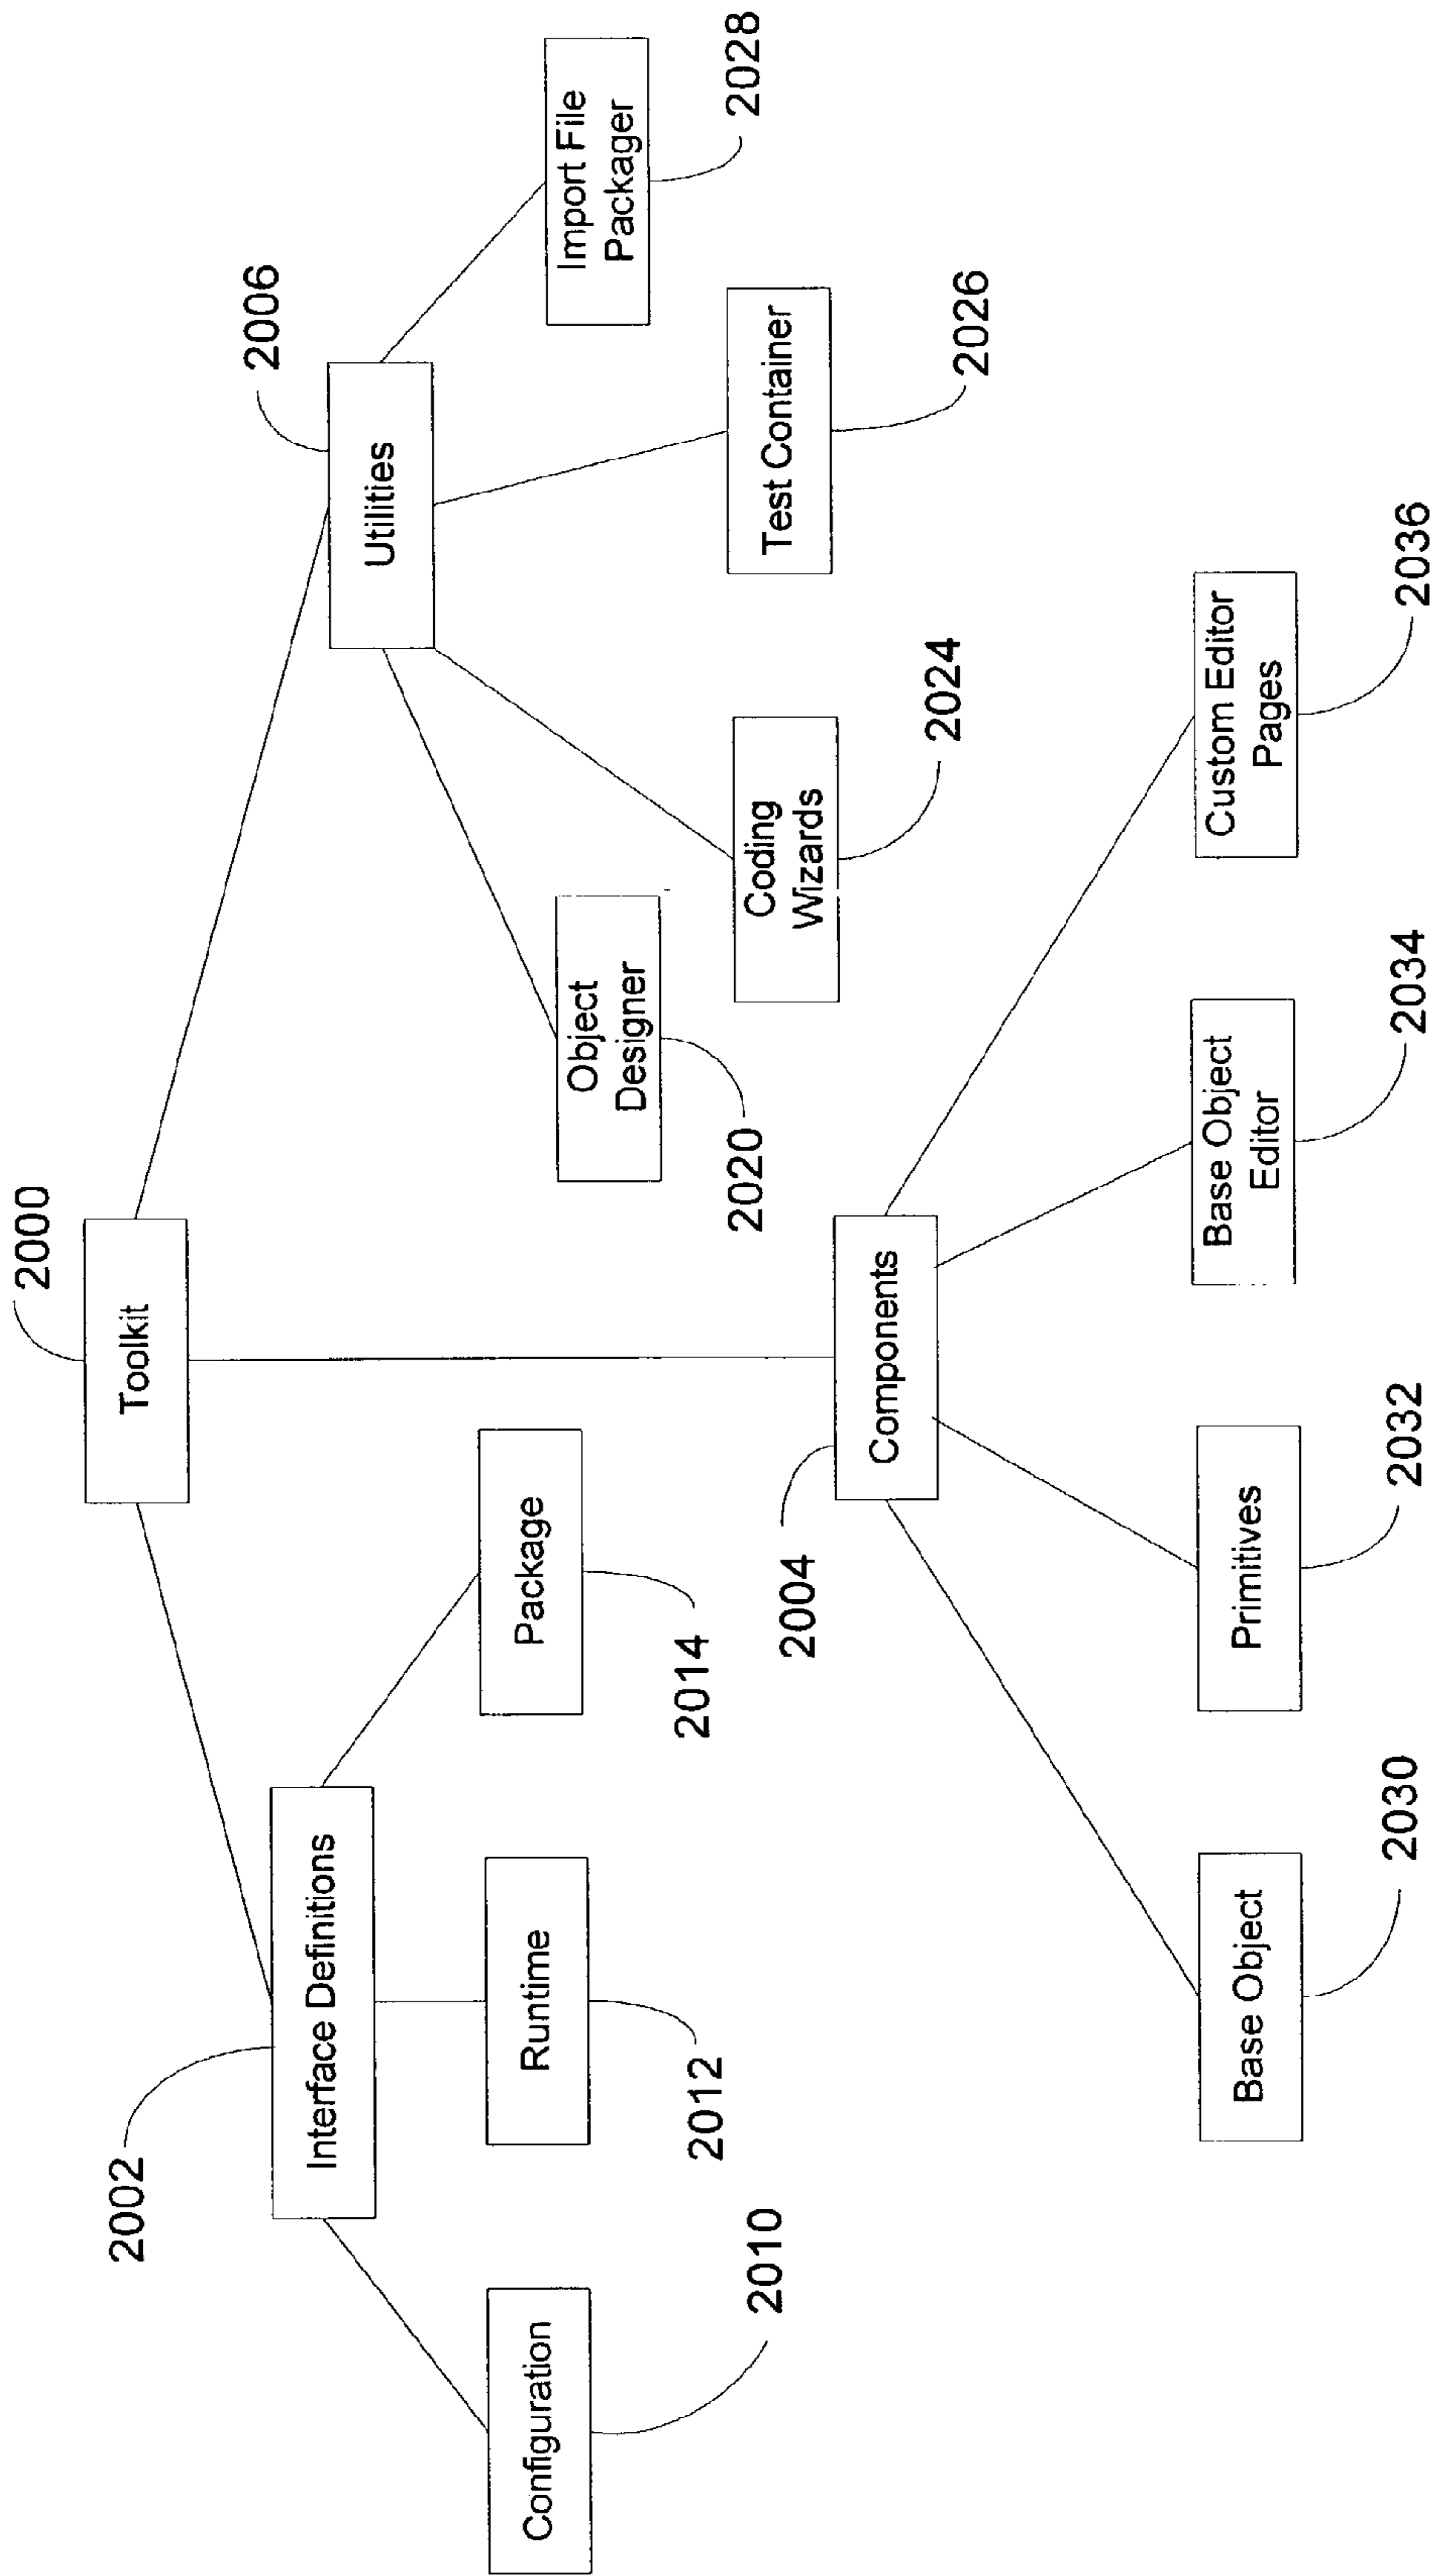 2000
Toolkit
2002
Interface Definitions
2006
Utilities
Configuration
2010
Runtime
2012
Package
2014
Object
Designer
2020
Import File
Packager
2028
Coding
Wizards
2024
Test Container
2026
2004
Components
Base Object
2030
Primitives
2032
Base Object
Editor
2034
Custom Editor
Pages
2036